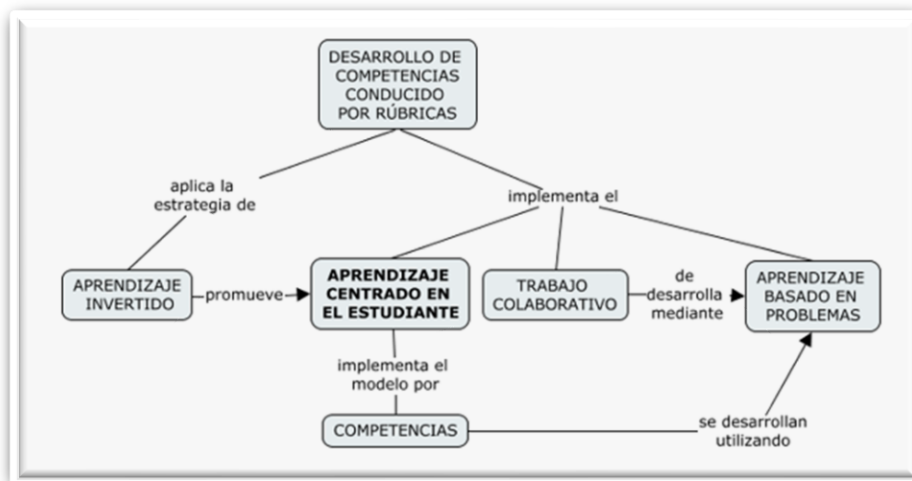 DESARROLLO DE
COMPETENCIAS
CONDUCIDO
POR RÚBRICAS
aplica la
estrategia de
implementa el
APRENDIZAJE
INVERTIDO
promueve
APRENDIZAJE
CENTRADO EN
EL ESTUDIANTE
TRABAJO
COLABORATIVO
de
desarrolla
mediante
APRENDIZAJE
BASADO EN
PROBLEMAS
implementa el
modelo por
COMPETENCIAS
se desarrollan
utilizando